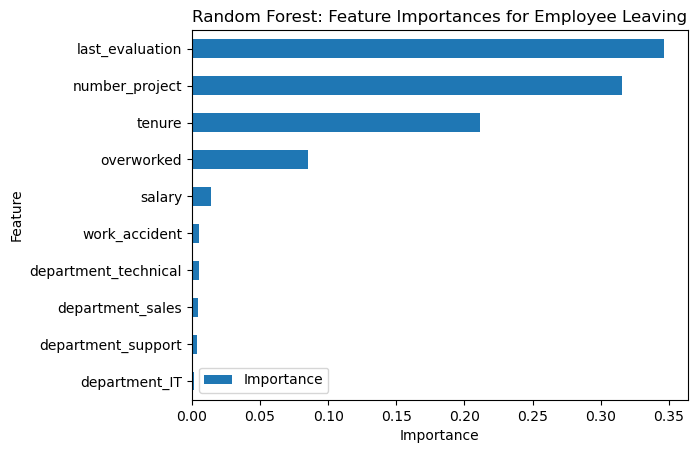 Random Forest: Feature Importances for Employee Leaving
Feature
last_evaluation
number_project
tenure
overworked
salary
work_accident
department_technical
department_sales
department_support
department_IT
Importance
0.00 0.05 0.10 0.15 0.20 0.25 0.30 0.35
Importance